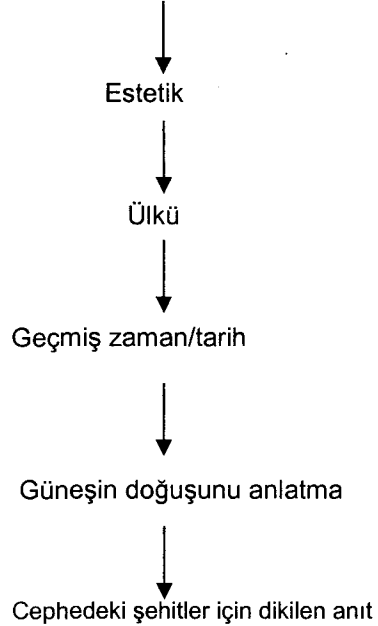 Estetik
Ülkü
Geçmiş zaman/tarih
Güneşin doğuşunu anlatma
Cephedeki şehitler için dikilen anıt